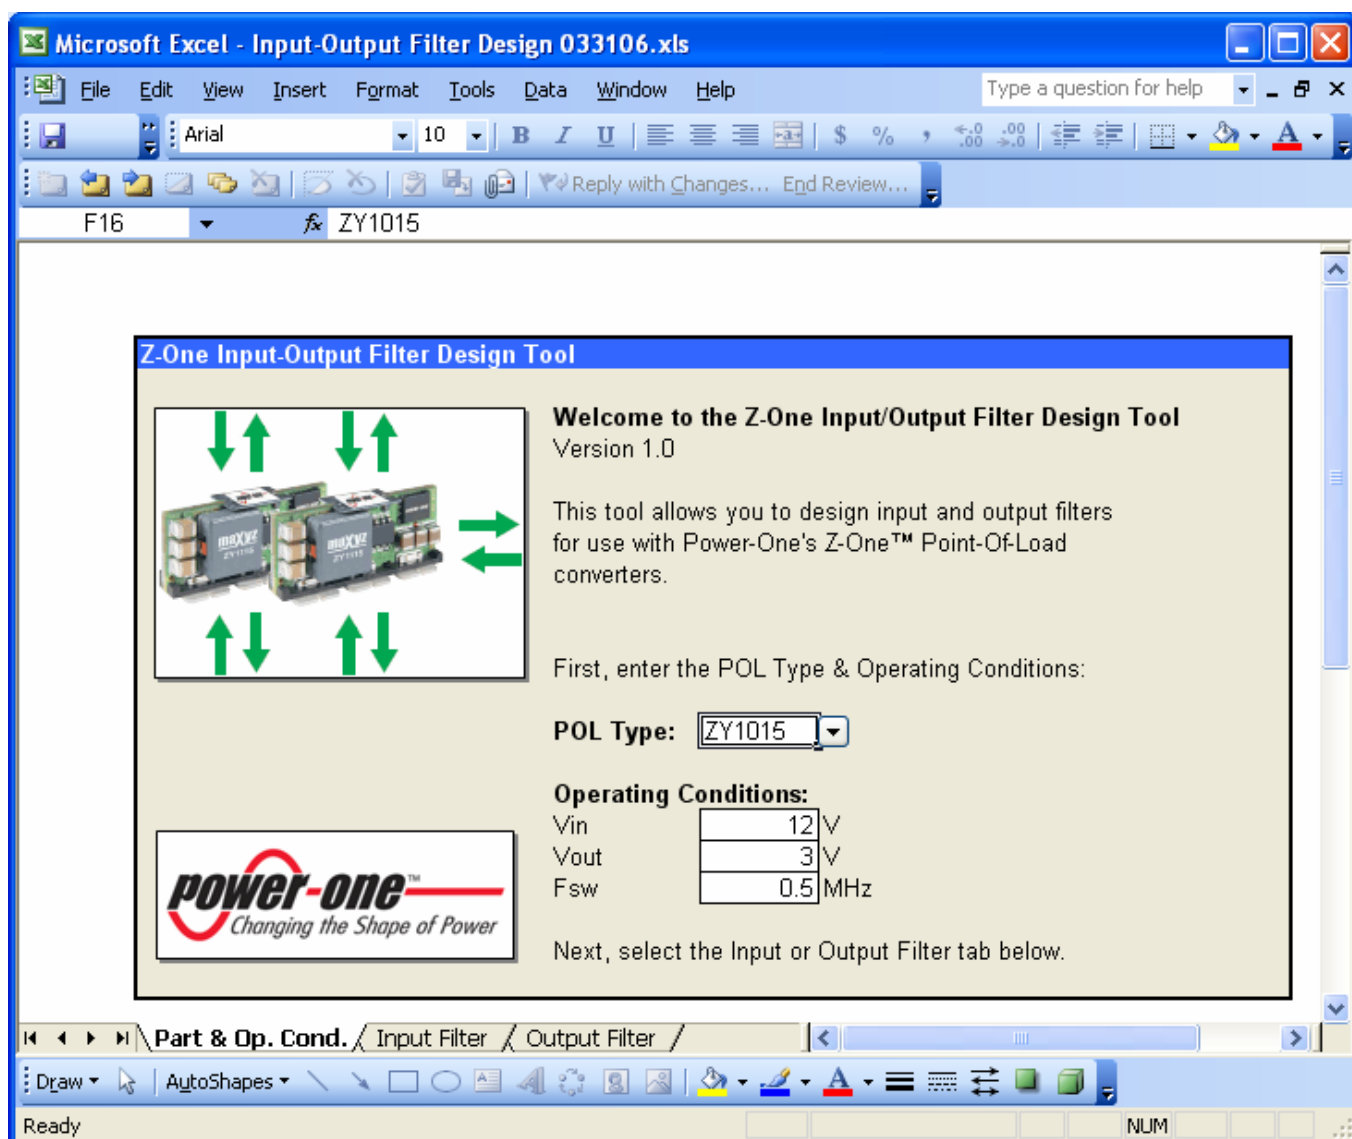 Microsoft Excel - Input-Output Filter Design 033106.xls
File Edit View Insert Format Tools Data Window Help Type a question for help
Arial 10 B I U $ % ,
Reply with Changes... End Review...
F16 fx ZY1015
Z-One Input-Output Filter Design Tool
Welcome to the Z-One Input/Output Filter Design Tool
Version 1.0
This tool allows you to design input and output filters
for use with Power-One's Z-One™ Point-Of-Load
converters.
First, enter the POL Type & Operating Conditions:
POL Type: ZY1015
Operating Conditions:
Vin 12 V
Vout 3 V
Fsw 0.5 MHz
power-one™
Changing the Shape of Power
Next, select the Input or Output Filter tab below.
Part & Op. Cond. Input Filter Output Filter
Draw AutoShapes
Ready NUM